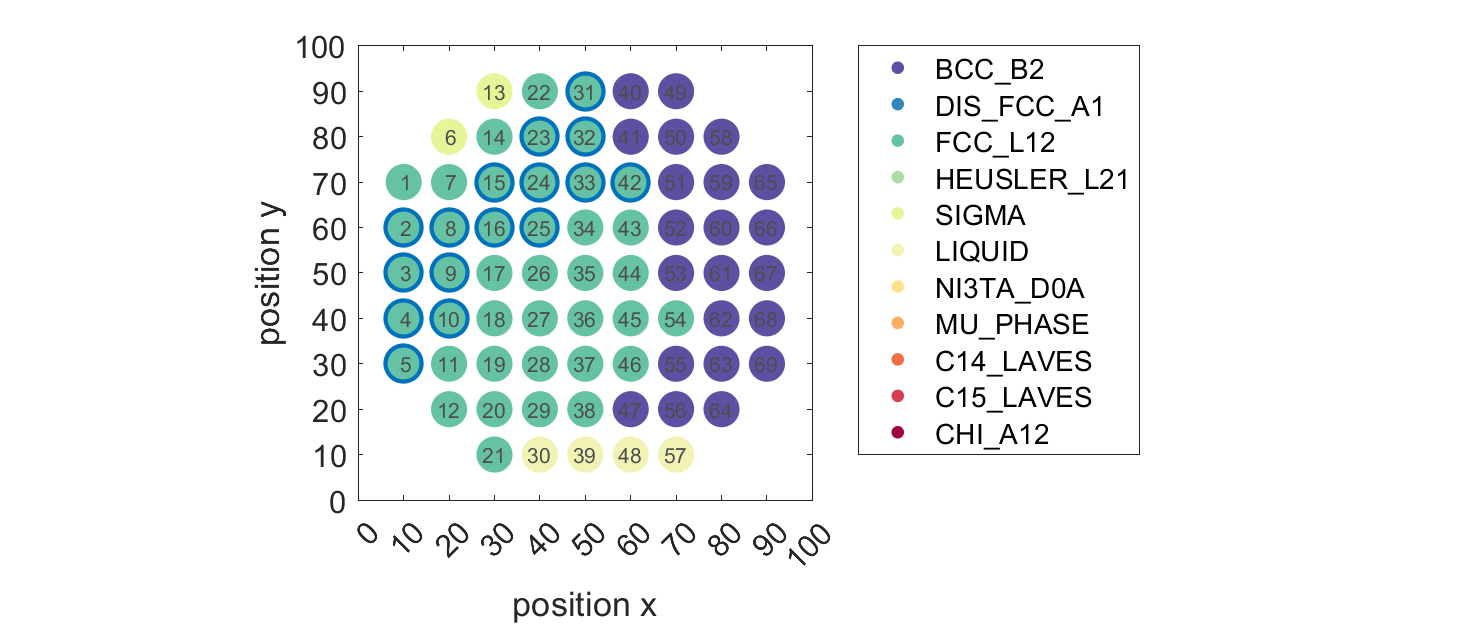 100
90
80
70
60
50
40
30
20
10
0
position y
13 22 31 40 49
6 14 23 32 41 50 58
1 7 15 24 33 42 51 59 65
2 8 16 25 34 43 52 60 66
3 9 17 26 35 44 53 61 67
4 10 18 27 36 45 54 62 68
5 11 19 28 37 46 55 63 69
12 20 29 38 47 56 64
21 30 39 48 57
0 10 20 30 40 50 60 70 80 90 100
position x
BCC_B2
DIS_FCC_A1
FCC_L12
HEUSLER_L21
SIGMA
LIQUID
NI3TA_D0A
MU_PHASE
C14_LAVES
C15_LAVES
CHI_A12